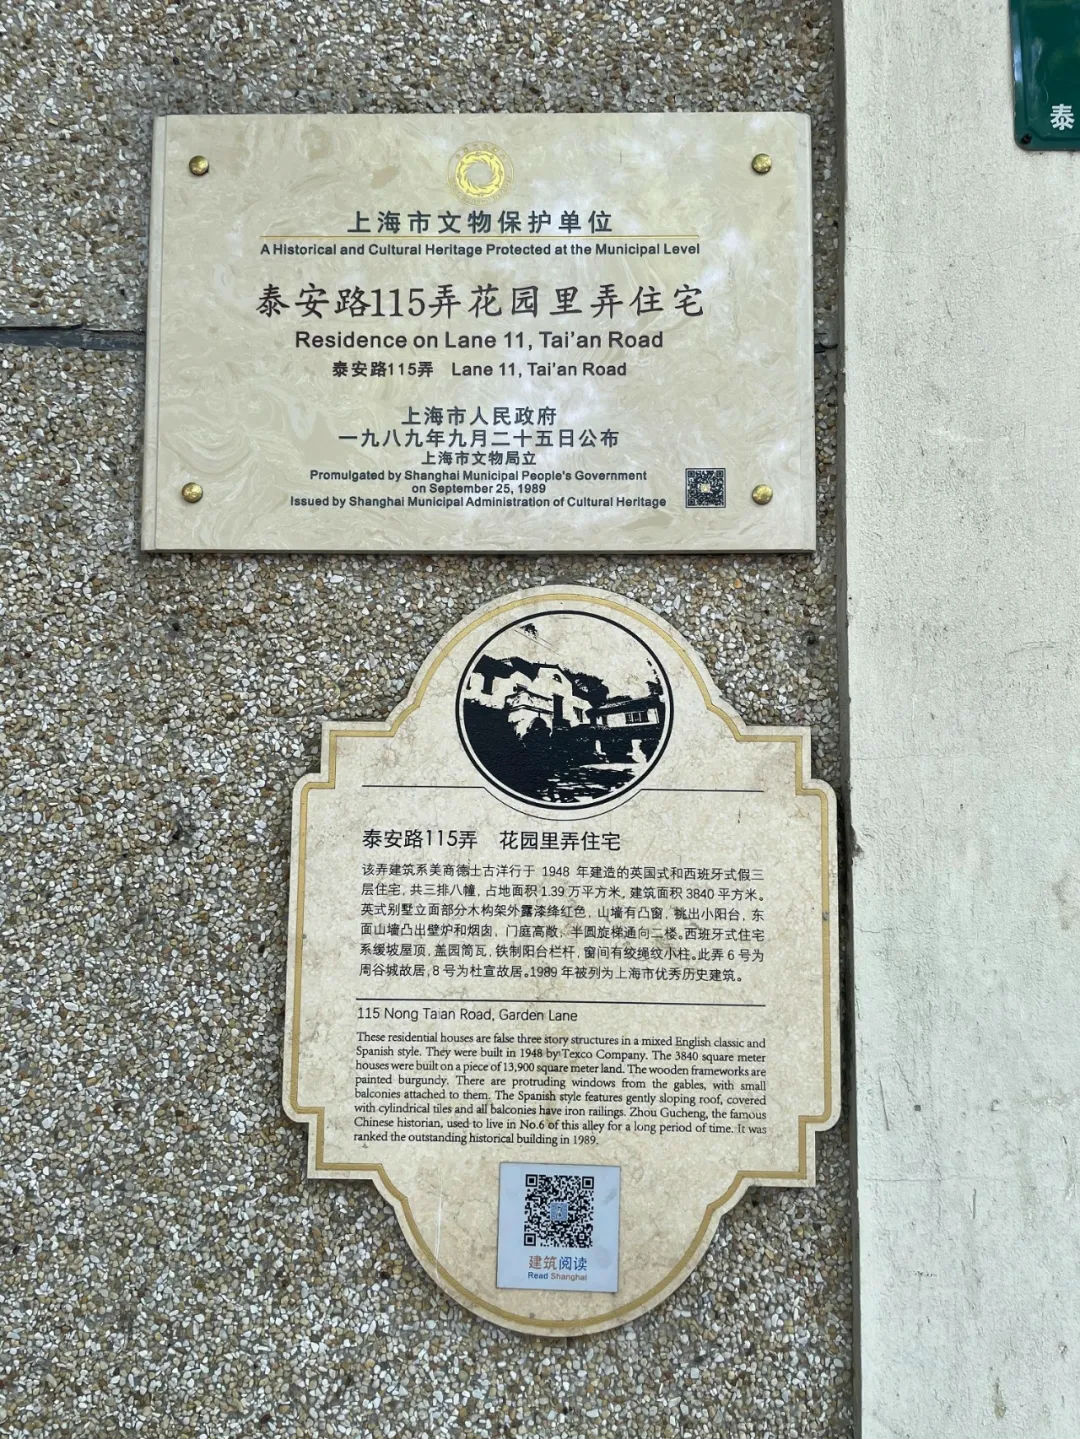 泰
上海市文物保护单位
A Historical and Cultural Heritage Protected at the Municipal Level
泰安路115弄花园里弄住宅
Residence on Lane 11, Tai'an Road
泰安路115弄 Lane 11, Tai'an Road
上海市人民政府
一九八九年九月二十五日公布
上海市文物局立
Promulgated by Shanghai Municipal People's Government
on September 25, 1989
Issued by Shanghai Municipal Administration of Cultural Heritage
泰安路115弄 花园里弄住宅
该弄建筑系美商德士古洋行于 1948 年建造的英国式和西班牙式假三
层住宅，共三排八幢，占地面积 1.39 万平方米，建筑面积 3840 平方米。
英式别墅立面部分木构架外露漆绛红色，山墙有凸窗，挑出小阳台，东
面山墙凸出壁炉和烟囱，门庭高敞，半圆旋梯通向二楼。西班牙式住宅
系缓坡屋顶，盖园筒瓦，铁制阳台栏杆，窗间有绞绳纹小柱。此弄 6 号为
周谷城故居，8 号为杜宣故居。1989 年被列为上海市优秀历史建筑。
115 Nong Taian Road, Garden Lane
These residential houses are false three story structures in a mixed English classic and
Spanish style. They were built in 1948 by Texco Company. The 3840 square meter
houses were built on a piece of 13,900 square meter land. The wooden frameworks are
painted burgundy. There are protruding windows from the gables, with small
balconies attached to them. The Spanish style features gently sloping roof, covered
with cylindrical tiles and all balconies have iron railings. Zhou Gucheng, the famous
Chinese historian, used to live in No.6 of this alley for a long period of time. It was
ranked the outstanding historical building in 1989.
建筑阅读
Read Shanghai